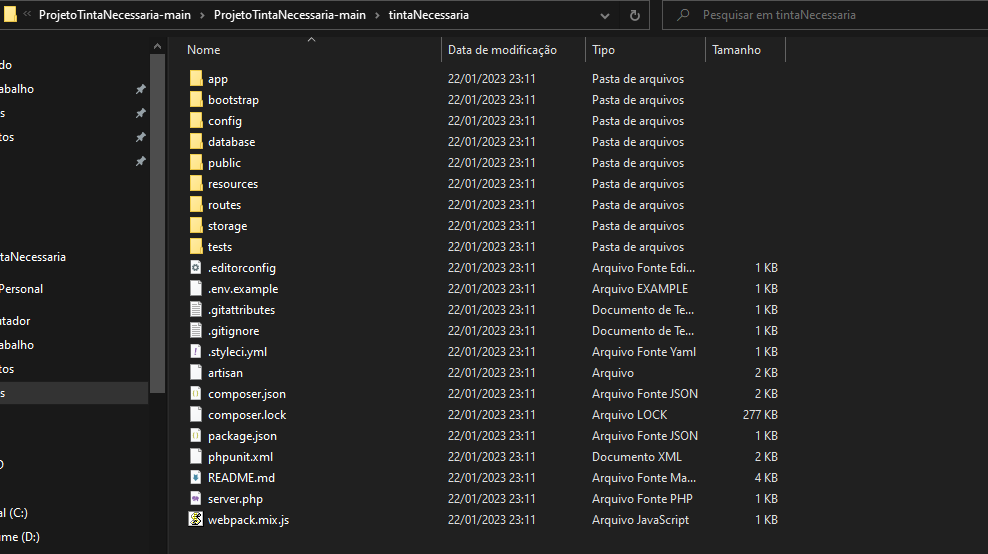 ProjetoTintaNecessaria-main > ProjetoTintaNecessaria-main > tintaNecessaria
Pesquisar em tintaNecessaria
Nome Data de modificação Tipo Tamanho
do
abalho
s
tos
taNecessaria
Personal
utador
abalho
tos
s
O
al (C:)
me (D:)
app 22/01/2023 23:11 Pasta de arquivos
bootstrap 22/01/2023 23:11 Pasta de arquivos
config 22/01/2023 23:11 Pasta de arquivos
database 22/01/2023 23:11 Pasta de arquivos
public 22/01/2023 23:11 Pasta de arquivos
resources 22/01/2023 23:11 Pasta de arquivos
routes 22/01/2023 23:11 Pasta de arquivos
storage 22/01/2023 23:11 Pasta de arquivos
tests 22/01/2023 23:11 Pasta de arquivos
.editorconfig 22/01/2023 23:11 Arquivo Fonte Edi... 1 KB
.env.example 22/01/2023 23:11 Arquivo EXAMPLE 1 KB
.gitattributes 22/01/2023 23:11 Documento de Te... 1 KB
.gitignore 22/01/2023 23:11 Documento de Te... 1 KB
.styleci.yml 22/01/2023 23:11 Arquivo Fonte Yaml 1 KB
artisan 22/01/2023 23:11 Arquivo 2 KB
composer.json 22/01/2023 23:11 Arquivo Fonte JSON 2 KB
composer.lock 22/01/2023 23:11 Arquivo LOCK 277 KB
package.json 22/01/2023 23:11 Arquivo Fonte JSON 1 KB
phpunit.xml 22/01/2023 23:11 Documento XML 2 KB
README.md 22/01/2023 23:11 Arquivo Fonte Ma... 4 KB
server.php 22/01/2023 23:11 Arquivo Fonte PHP 1 KB
webpack.mix.js 22/01/2023 23:11 Arquivo JavaScript 1 KB